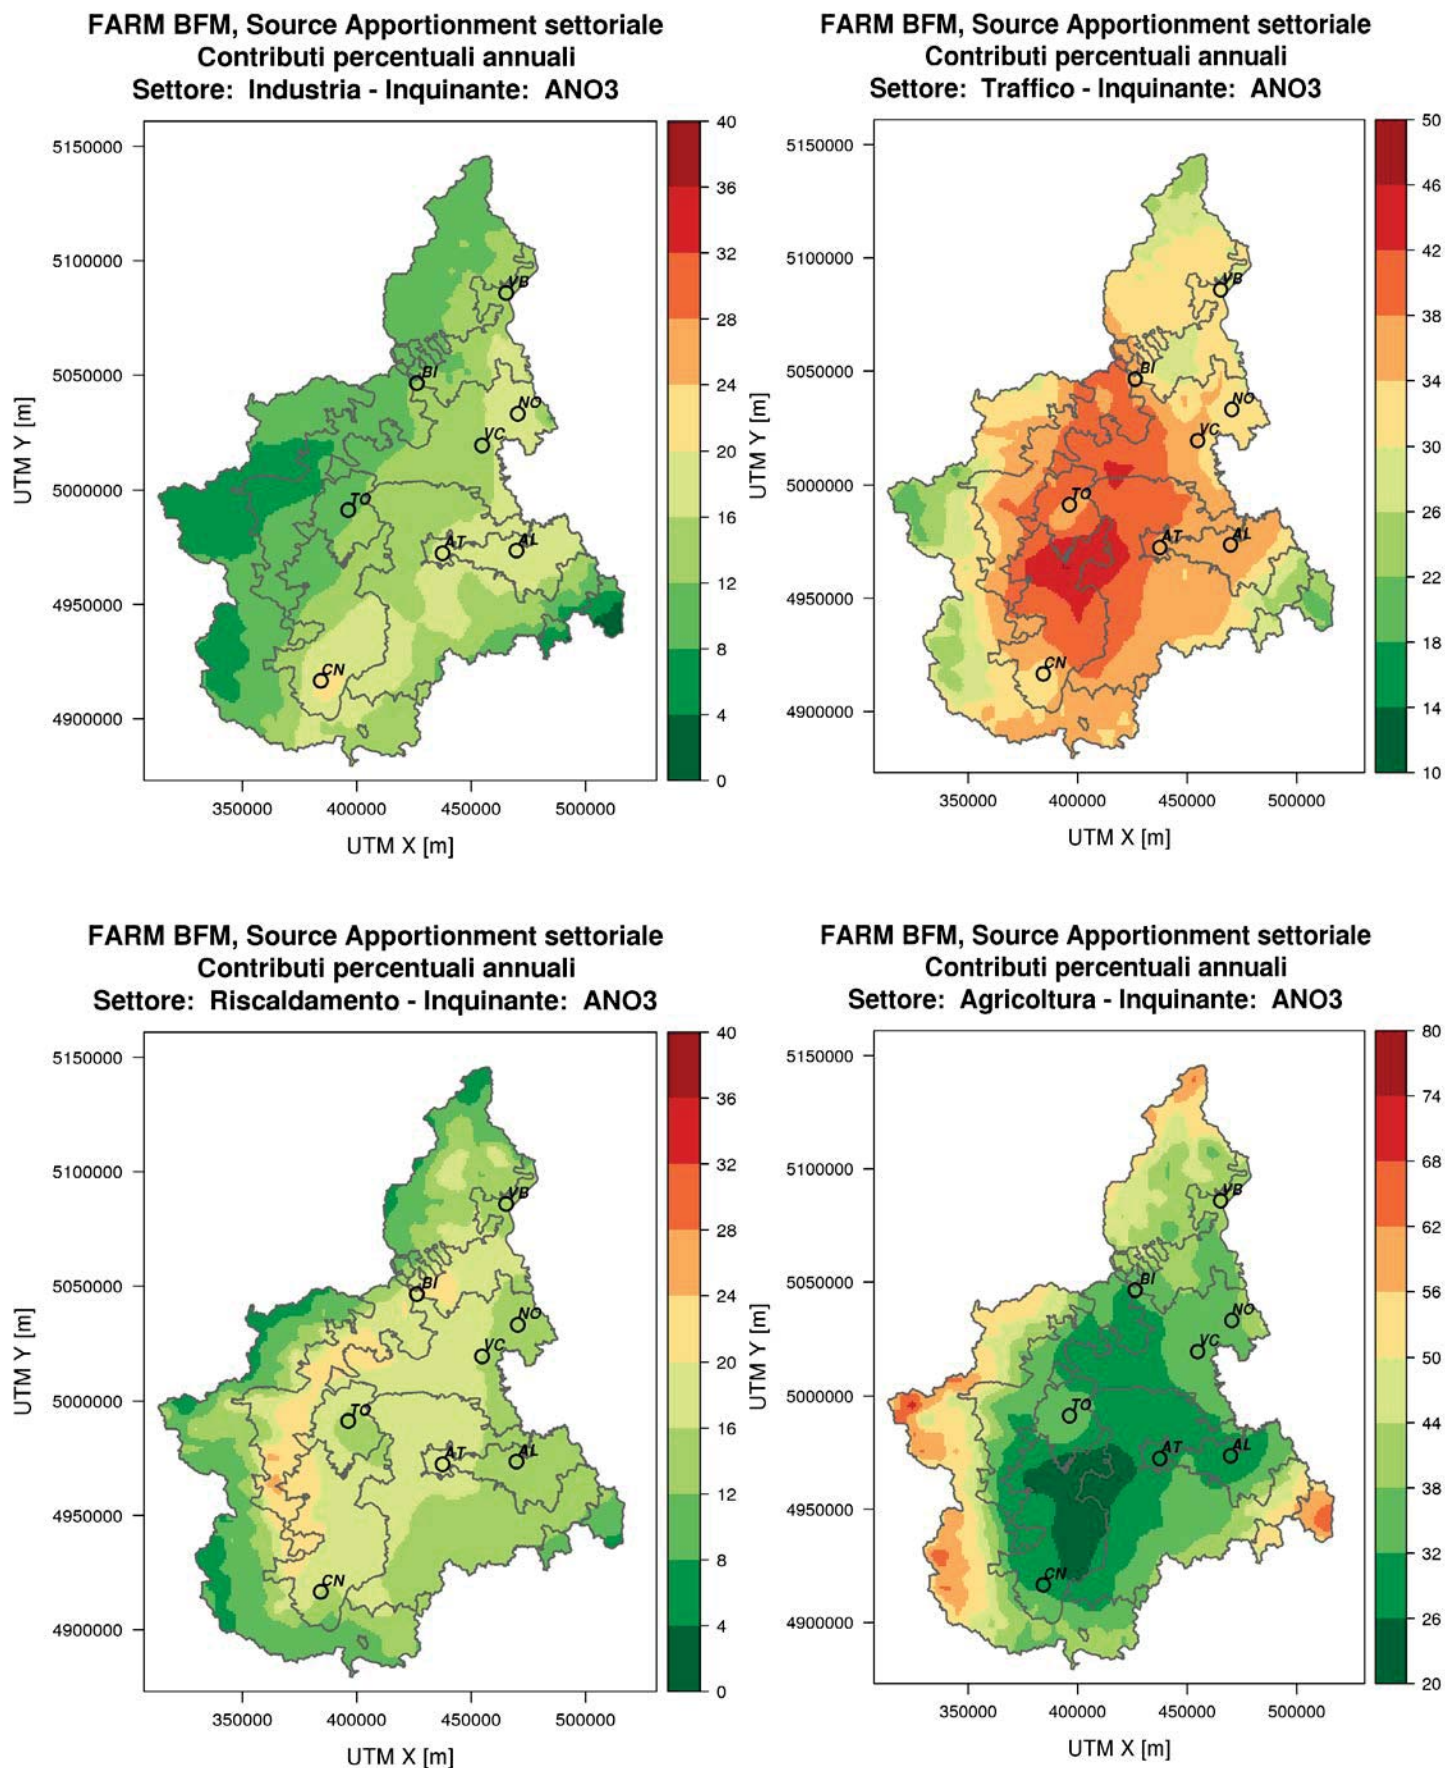 FARM BFM, Source Apportionment settoriale
Contributi percentuali annuali
Settore: Industria - Inquinante: ANO3
40
36
32
28
24
20
16
12
8
4
0
5150000
5100000
5050000
5000000
4950000
4900000
UTM Y [m]
VB
BI
NO
VC
TO
AT
AL
CN
350000 400000 450000 500000
UTM X [m]
FARM BFM, Source Apportionment settoriale
Contributi percentuali annuali
Settore: Traffico - Inquinante: ANO3
50
46
42
38
34
30
26
22
18
14
10
5150000
5100000
5050000
5000000
4950000
4900000
UTM Y [m]
VB
BI
NO
VC
TO
AT
AL
CN
350000 400000 450000 500000
UTM X [m]
FARM BFM, Source Apportionment settoriale
Contributi percentuali annuali
Settore: Riscaldamento - Inquinante: ANO3
40
36
32
28
24
20
16
12
8
4
0
5150000
5100000
5050000
5000000
4950000
4900000
UTM Y [m]
VB
BI
NO
VC
TO
AT
AL
CN
350000 400000 450000 500000
UTM X [m]
FARM BFM, Source Apportionment settoriale
Contributi percentuali annuali
Settore: Agricoltura - Inquinante: ANO3
80
74
68
62
56
50
44
38
32
26
20
5150000
5100000
5050000
5000000
4950000
4900000
UTM Y [m]
VB
BI
NO
VC
TO
AT
AL
CN
350000 400000 450000 500000
UTM X [m]